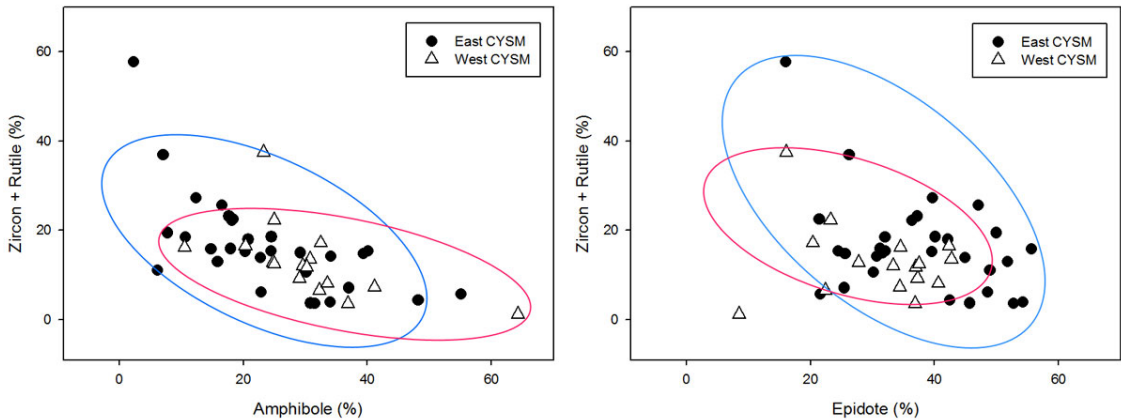 East CYSM
West CYSM
60
40
20
0
Zircon + Rutile (%)
0 20 40 60
Amphibole (%)
East CYSM
West CYSM
60
40
20
0
Zircon + Rutile (%)
0 20 40 60
Epidote (%)